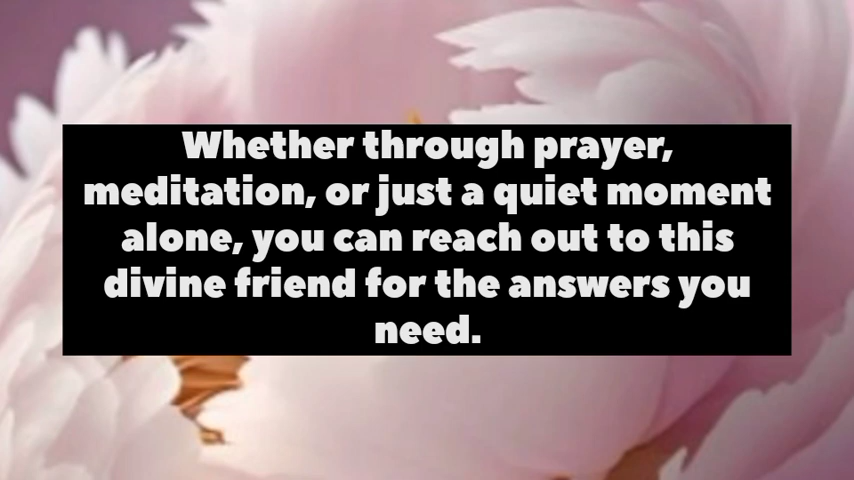 Whether through prayer,
meditation, or just a quiet moment
alone, you can reach out to this
divine friend for the answers you
need.